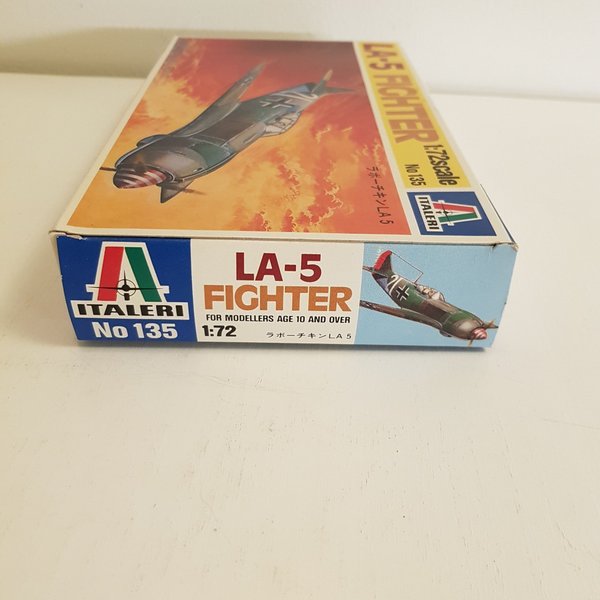 LA-5 FIGHTER
1:72scale
No 135
ラボーチキンLA5
ITALERI
ITALERI
No 135
LA-5
FIGHTER
FOR MODELLERS AGE 10 AND OVER
1:72
ラボーチキンLA5